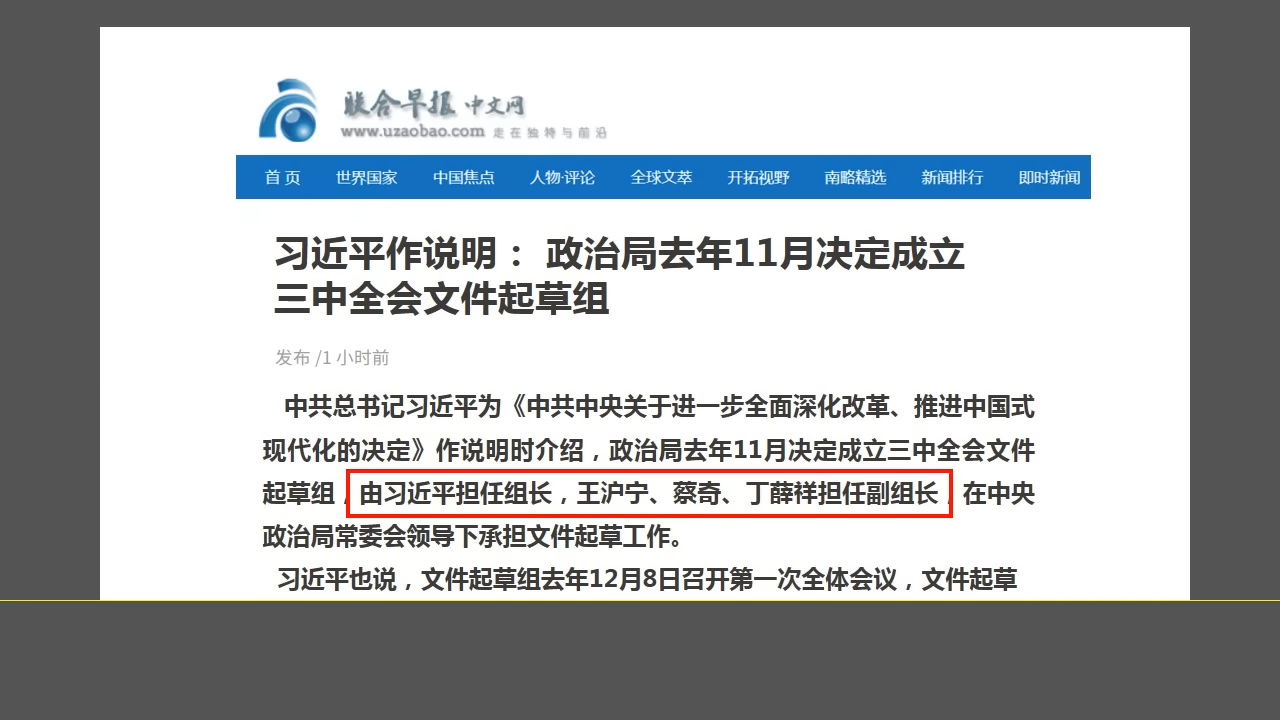 联合早报 中文网
www.uzaobao.com 走在独特与前沿
首页 世界国家 中国焦点 人物·评论 全球文萃 开拓视野 南略精选 新闻排行 即时新闻
习近平作说明： 政治局去年11月决定成立
三中全会文件起草组
发布 /1 小时前
中共总书记习近平为《中共中央关于进一步全面深化改革、推进中国式
现代化的决定》作说明时介绍，政治局去年11月决定成立三中全会文件
起草组，由习近平担任组长，王沪宁、蔡奇、丁薛祥担任副组长，在中央
政治局常委会领导下承担文件起草工作。
习近平也说，文件起草组去年12月8日召开第一次全体会议，文件起草